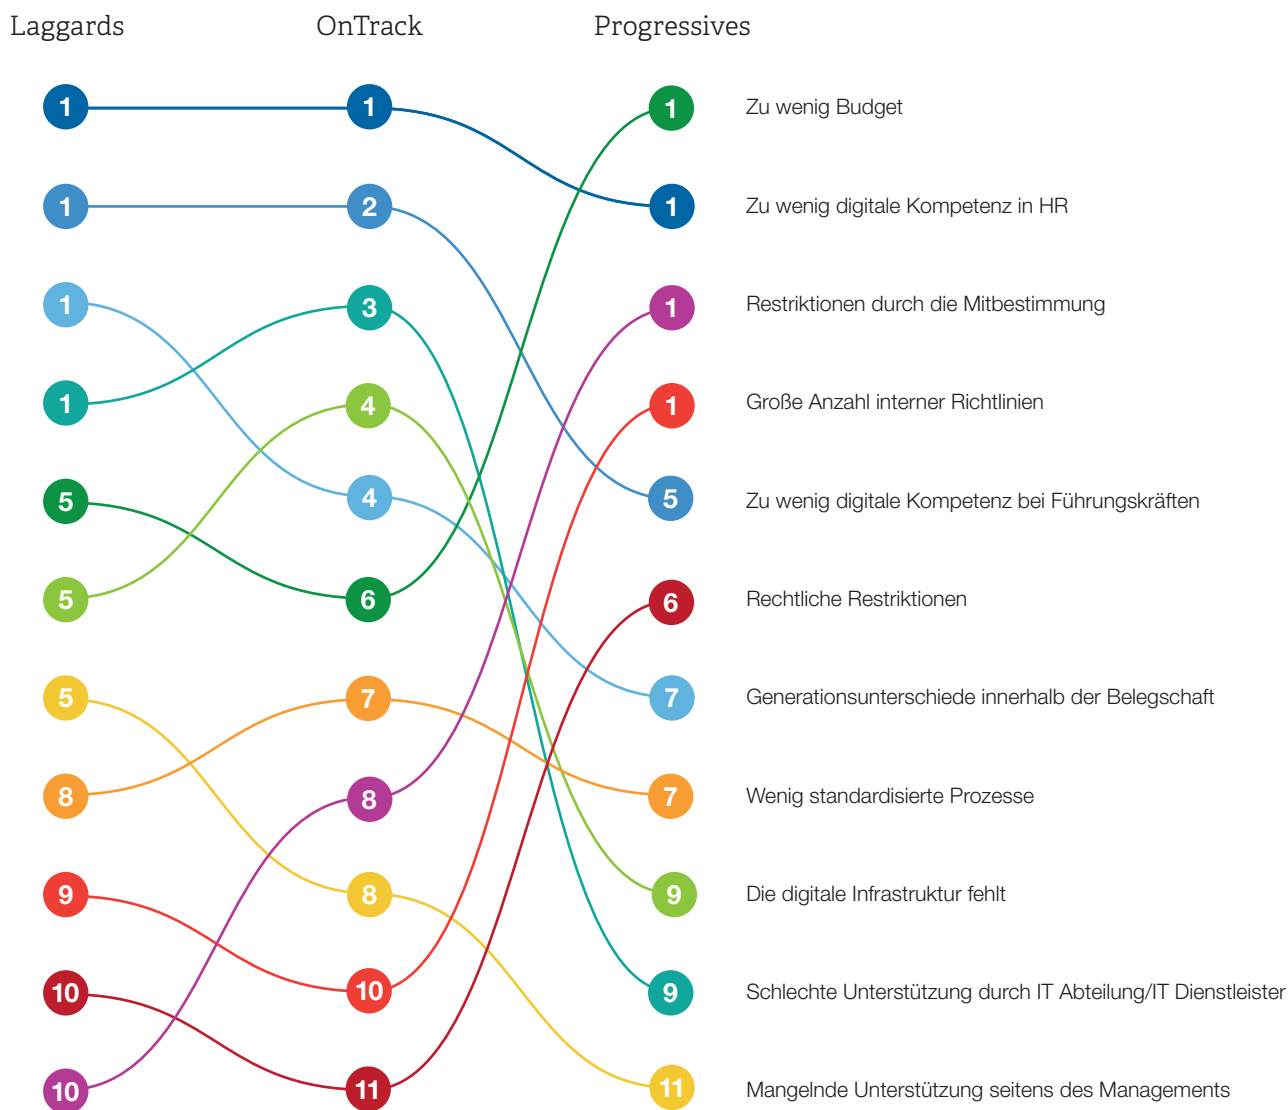 Laggards OnTrack Progressives
1 1 1 Zu wenig Budget
1 2 1 Zu wenig digitale Kompetenz in HR
1 3 1 Restriktionen durch die Mitbestimmung
1 4 1 Große Anzahl interner Richtlinien
5 4 5 Zu wenig digitale Kompetenz bei Führungskräften
5 6 6 Rechtliche Restriktionen
5 7 7 Generationsunterschiede innerhalb der Belegschaft
8 8 7 Wenig standardisierte Prozesse
9 8 9 Die digitale Infrastruktur fehlt
10 10 9 Schlechte Unterstützung durch IT Abteilung/IT Dienstleister
10 11 11 Mangelnde Unterstützung seitens des Managements